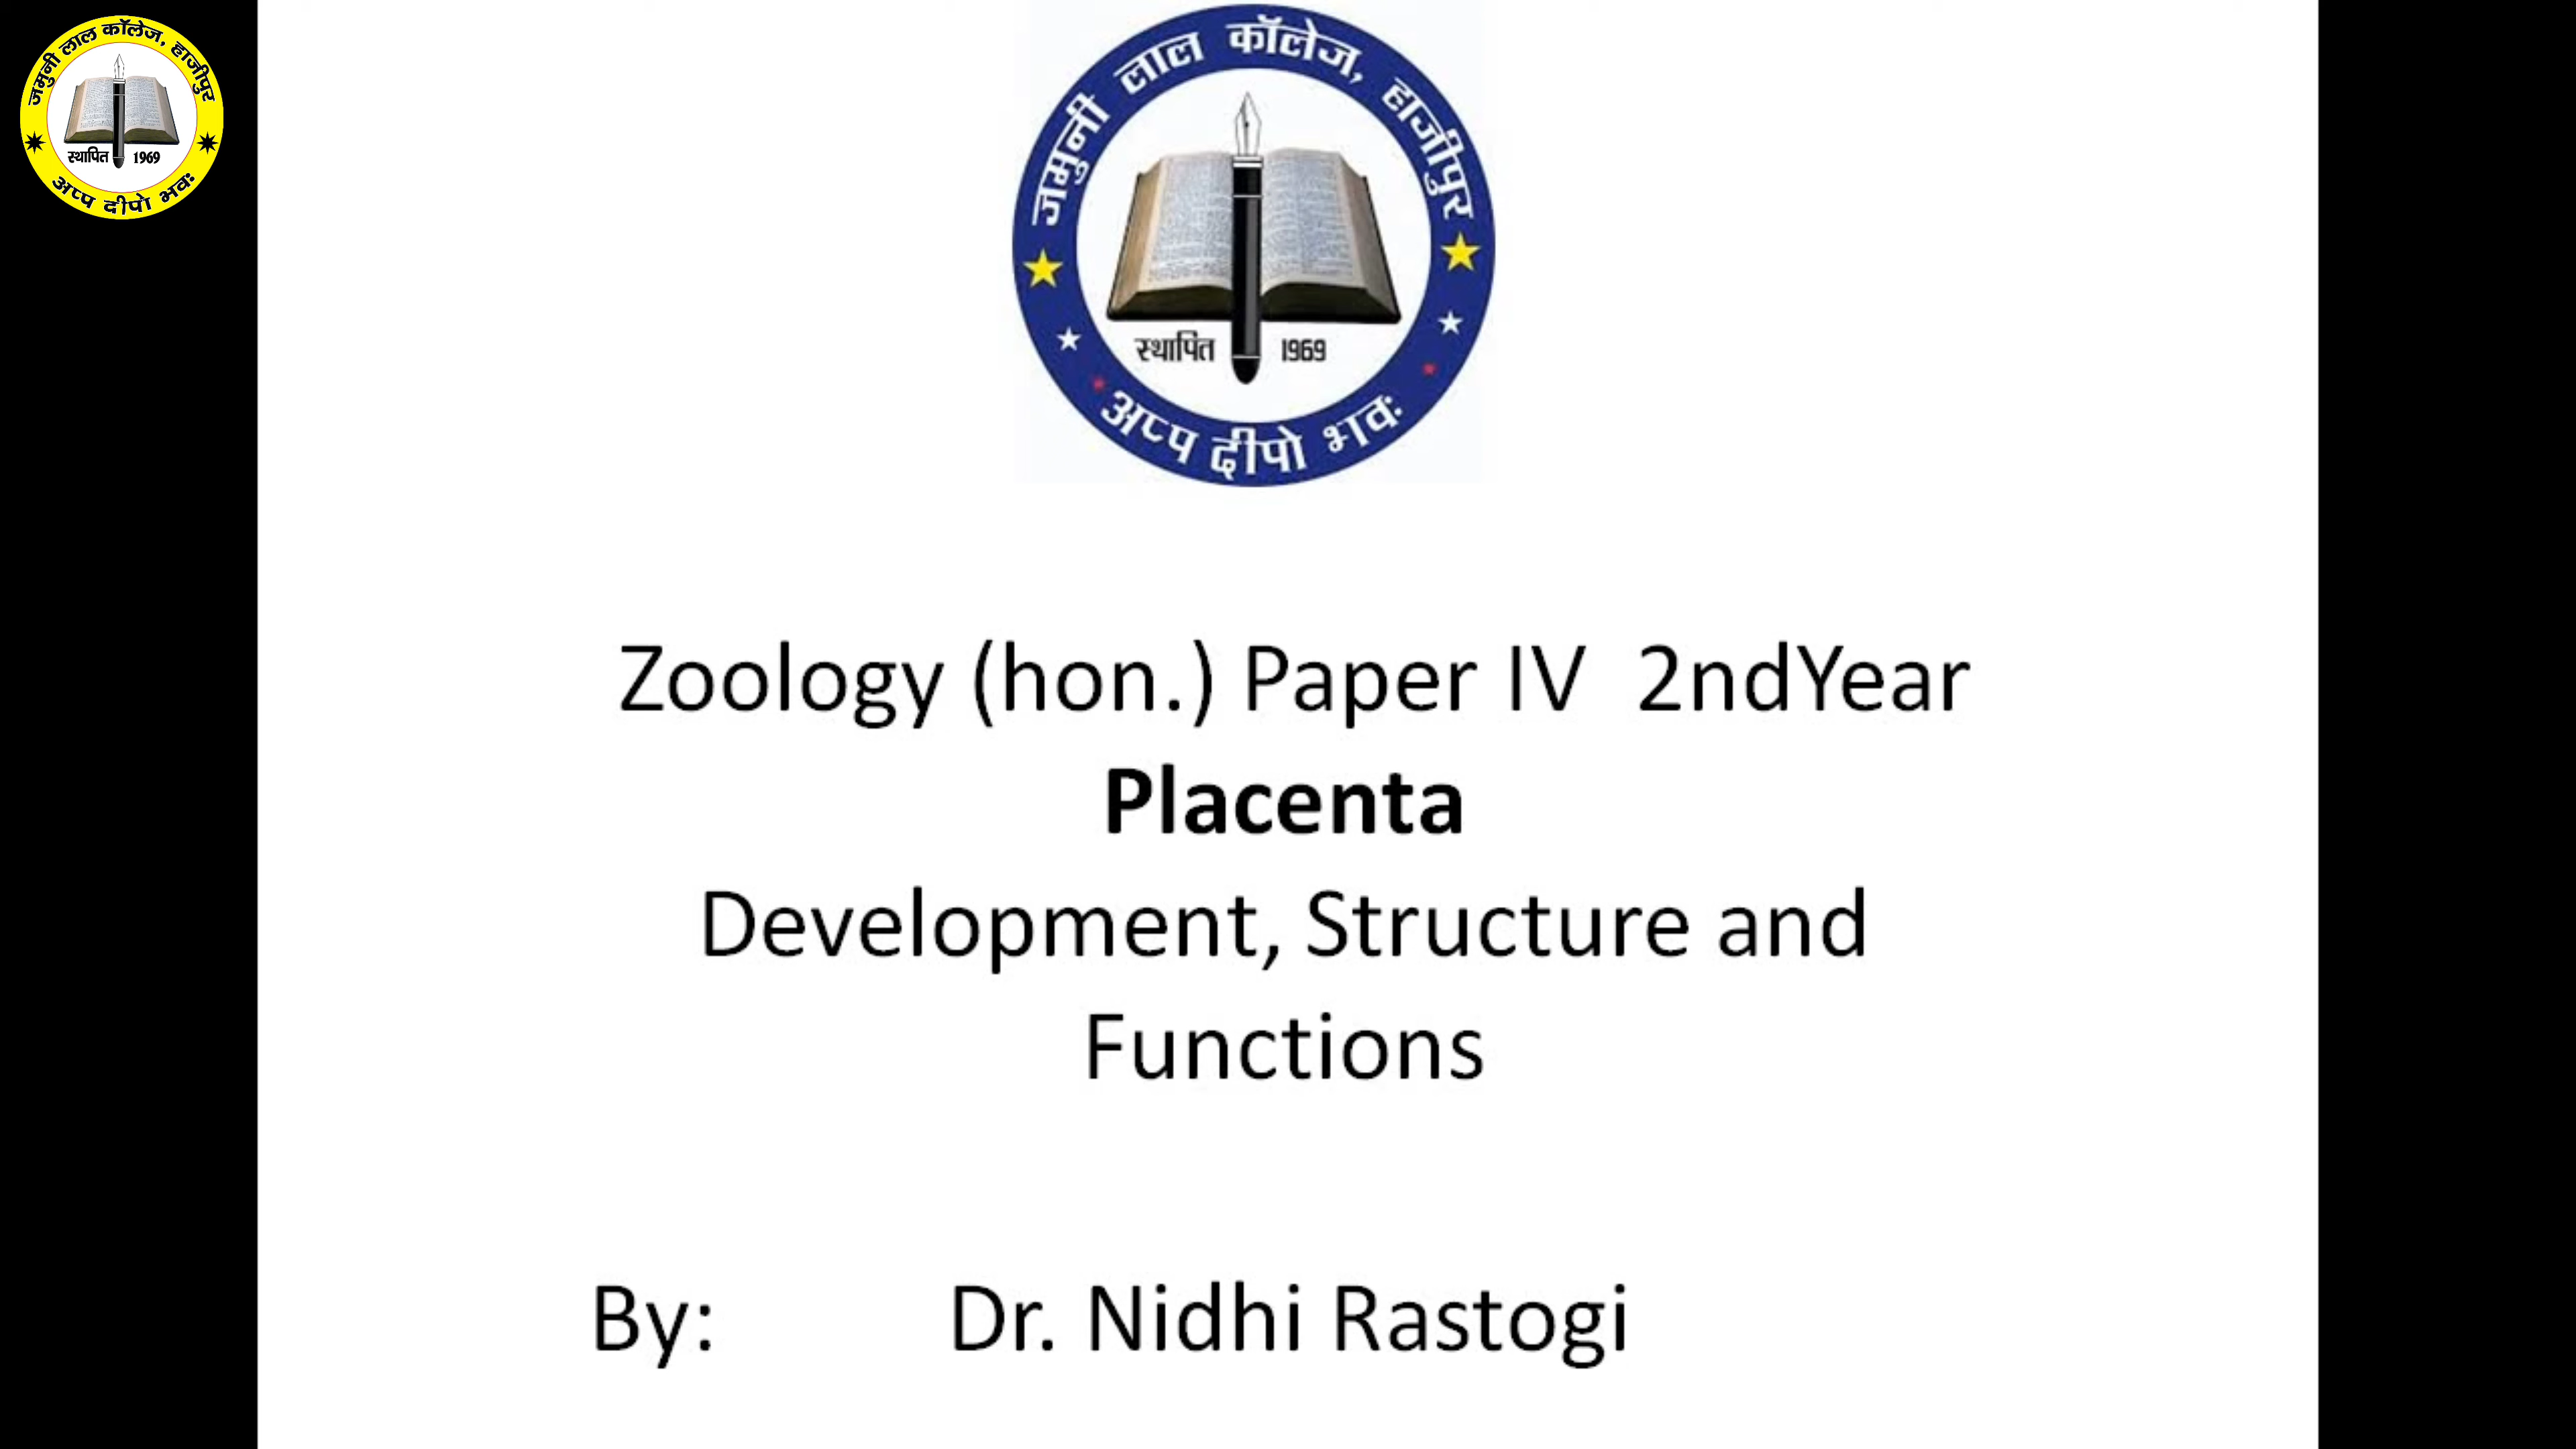 जमुनी लाल कॉलेज, हाजीपुर
स्थापित 1969
अप्प दीपो भवः
जमुनी लाल कॉलेज, हाजीपुर
स्थापित 1969
अप्प दीपो भवः
Zoology (hon.) Paper IV 2ndYear
Placenta
Development, Structure and
Functions
By: Dr. Nidhi Rastogi